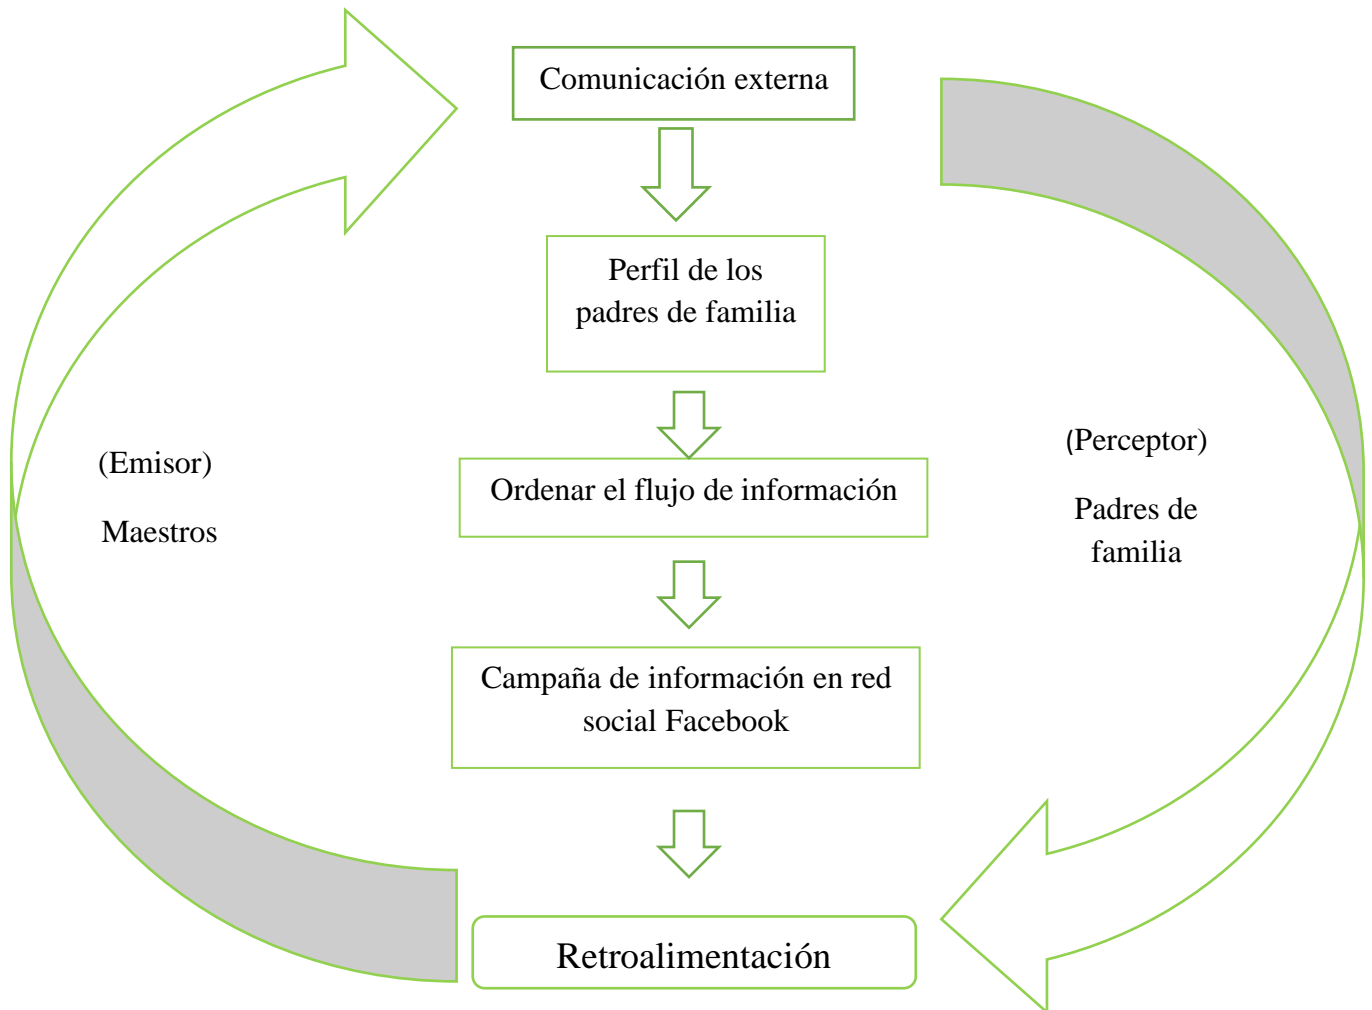 Comunicación externa
Perfil de los
padres de familia
(Emisor)
Maestros
Ordenar el flujo de información
(Perceptor)
Padres de
familia
Campaña de información en red
social Facebook
Retroalimentación